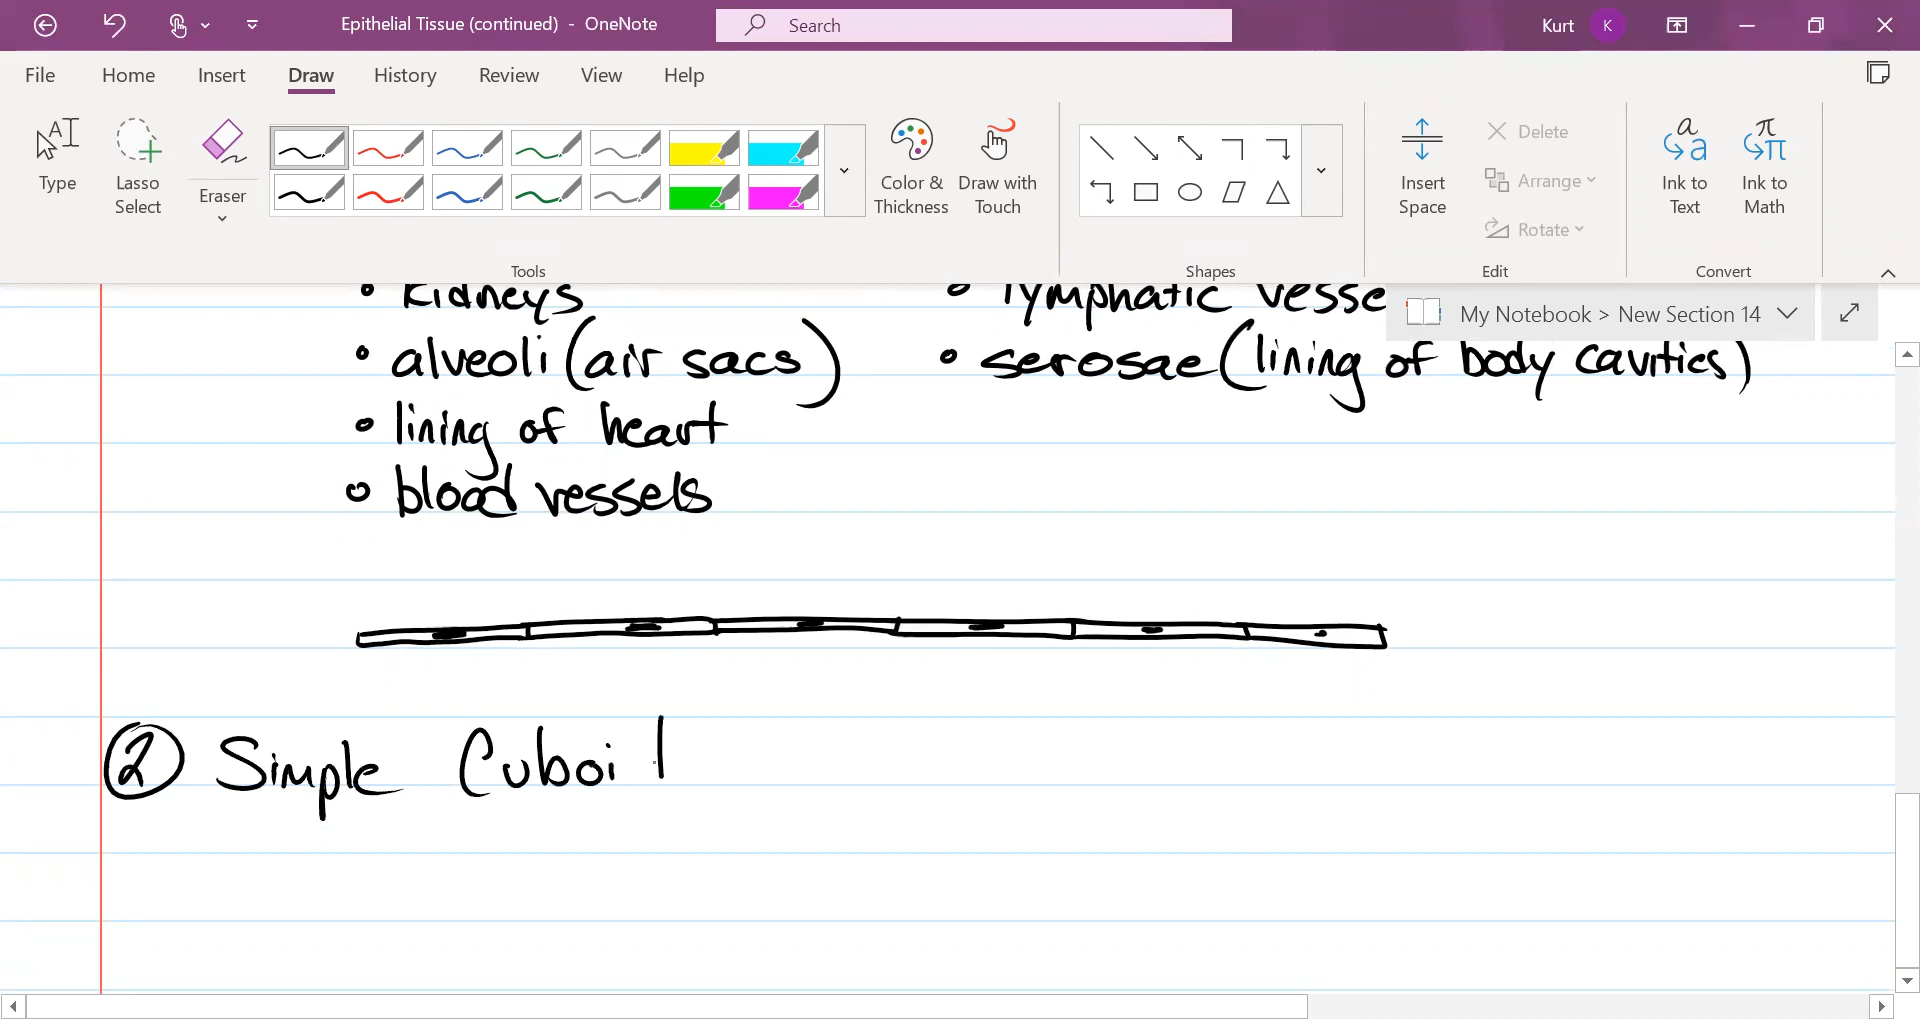 Epithelial Tissue (continued) - OneNote
Search
Kurt K
File Home Insert Draw History Review View Help
Type
Lasso Select
Eraser
Color & Thickness
Draw with Touch
Insert Space
Delete
Arrange
Rotate
Ink to Text
Ink to Math
Tools
Shapes
Edit
Convert
My Notebook > New Section 14
• kidneys
• lymphatic vesse
• alveoli (air sacs)
• serosae (lining of body cavities)
• lining of heart
• blood vessels
② Simple Cuboi l